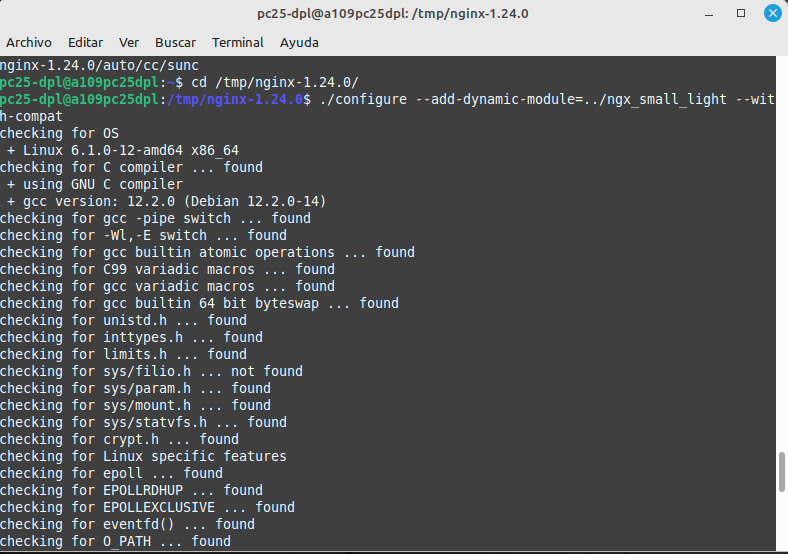 pc25-dpl@a109pc25dpl: /tmp/nginx-1.24.0
Archivo Editar Ver Buscar Terminal Ayuda
nginx-1.24.0/auto/cc/sunc
pc25-dpl@a109pc25dpl:~$ cd /tmp/nginx-1.24.0/
pc25-dpl@a109pc25dpl:/tmp/nginx-1.24.0$ ./configure --add-dynamic-module=../ngx_small_light --wit
h-compat
checking for OS
 + Linux 6.1.0-12-amd64 x86_64
checking for C compiler ... found
 + using GNU C compiler
 + gcc version: 12.2.0 (Debian 12.2.0-14)
checking for gcc -pipe switch ... found
checking for -Wl,-E switch ... found
checking for gcc builtin atomic operations ... found
checking for C99 variadic macros ... found
checking for gcc variadic macros ... found
checking for gcc builtin 64 bit byteswap ... found
checking for unistd.h ... found
checking for inttypes.h ... found
checking for limits.h ... found
checking for sys/filio.h ... not found
checking for sys/param.h ... found
checking for sys/mount.h ... found
checking for sys/statvfs.h ... found
checking for crypt.h ... found
checking for Linux specific features
checking for epoll ... found
checking for EPOLLRDHUP ... found
checking for EPOLLEXCLUSIVE ... found
checking for eventfd() ... found
checking for O_PATH ... found